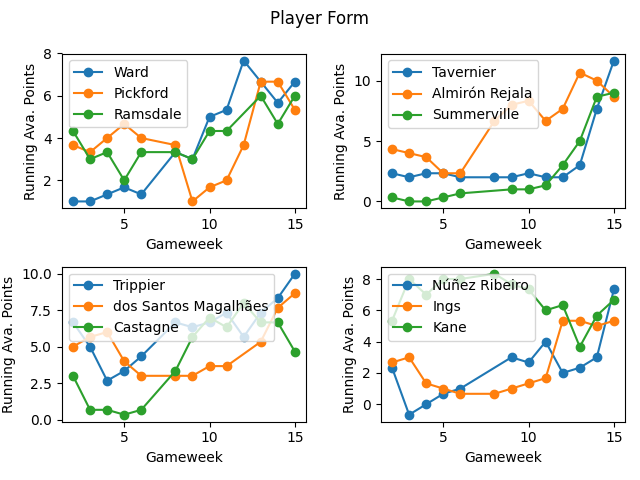 Player Form
Running Ava. Points
8
6
4
2
Ward
Pickford
Ramsdale
5
10
15
Gameweek
Running Ava. Points
10
5
0
Tavernier
Almirón Rejala
Summerville
5
10
15
Gameweek
Running Ava. Points
10.0
7.5
5.0
2.5
0.0
Trippier
dos Santos Magalhães
Castagne
5
10
15
Gameweek
Running Ava. Points
8
6
4
2
0
Núñez Ribeiro
Ings
Kane
5
10
15
Gameweek